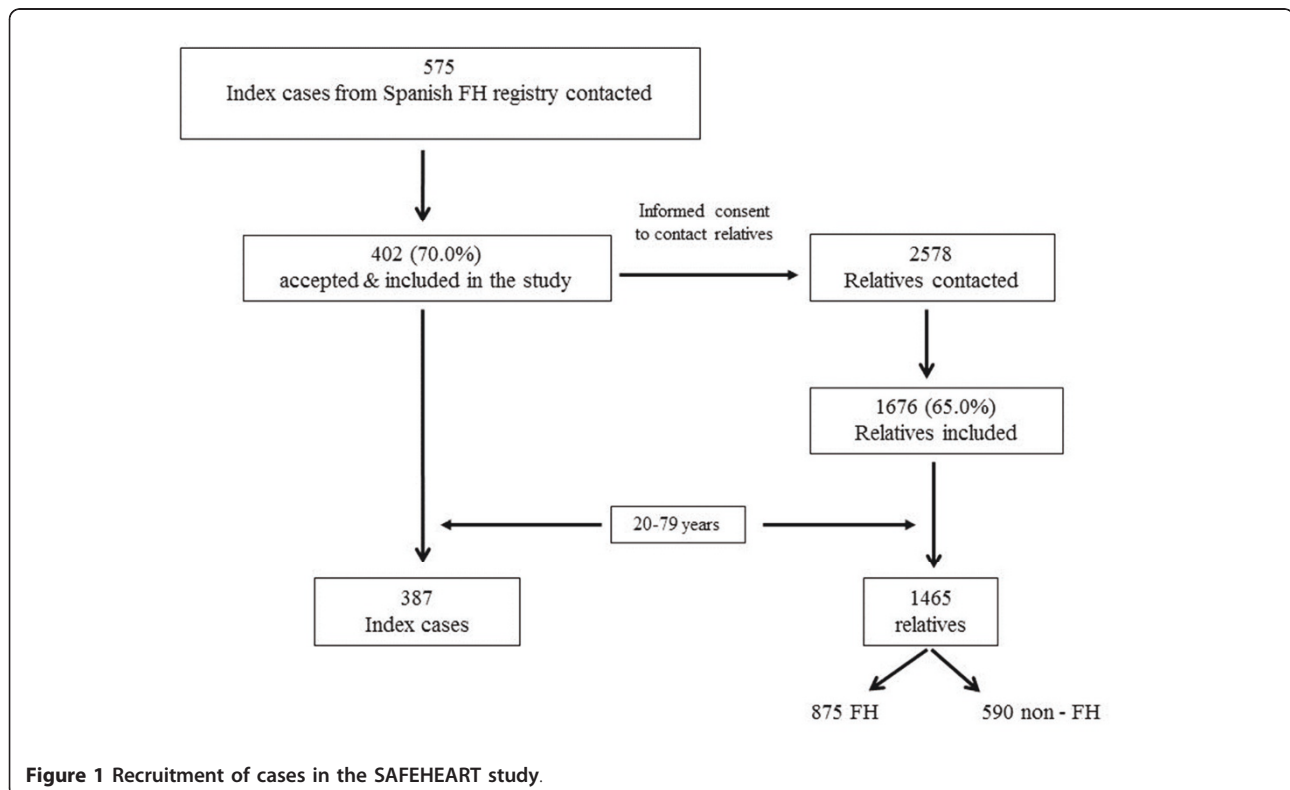 575
Index cases from Spanish FH registry contacted
402 (70.0%)
accepted & included in the study
Informed consent
to contact relatives
2578
Relatives contacted
1676 (65.0%)
Relatives included
20-79 years
387
Index cases
1465
relatives
875 FH
590 non - FH
Figure 1 Recruitment of cases in the SAFEHEART study.